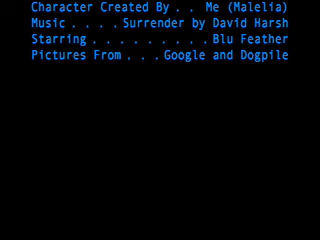 Character Created By . . Me (Malelia)
Music . . . . Surrender by David Harsh
Starring . . . . . . . . . Blu Feather
Pictures From . . . Google and Dogpile